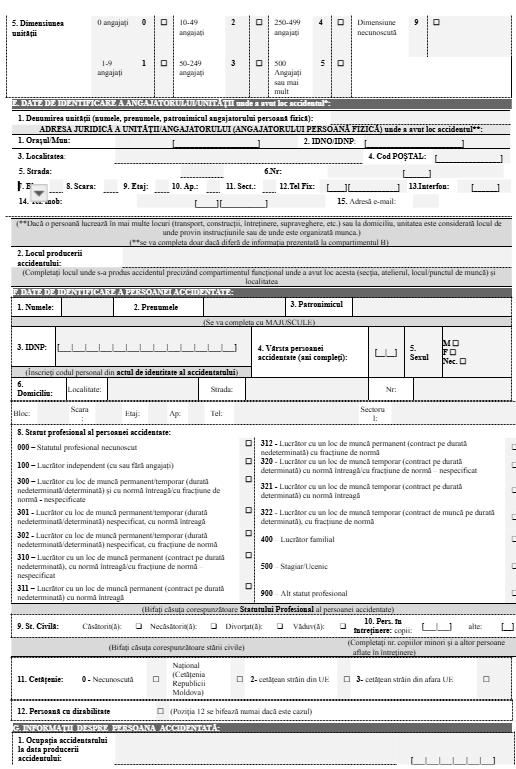 5. Dimensiunea unității
0 angajați 0 ☐ 10-49 angajați 2 ☐ 250-499 angajați 4 ☐ Dimensiune necunoscută 9 ☐
1-9 angajați 1 ☐ 50-249 angajați 3 ☐ 500 Angajați sau mai mult 5 ☐
E. DATE DE IDENTIFICARE A ANGAJATORULUI/UNITĂȚII unde a avut loc accidentul*:
1. Denumirea unității (numele, prenumele, patronimicul angajatorului persoană fizică):
ADRESA JURIDICĂ A UNITĂȚII/ANGAJATORULUI (ANGAJATORULUI PERSOANĂ FIZICĂ) unde a avut loc accidentul**:
1. Orașul/Mun: 2. IDNO/IDNP:
3. Localitatea: 4. Cod POȘTAL:
5. Strada: 6.Nr:
8. Scara: 9. Etaj: 10. Ap.: 11. Sect.: 12.Tel Fix: 13.Interfon:
14. 15. Adresă e-mail:
(**Dacă o persoană lucrează în mai multe locuri (transport, construcții, întreținere, supraveghere, etc.) sau la domiciliu, unitatea este considerată locul de
unde provin instrucțiunile sau de unde este organizată munca.)
(**se va completa doar dacă diferă de informația prezentată la compartimentul B)
2. Locul producerii accidentului:
(Completați locul unde s-a produs accidentul precizând compartimentul funcțional unde a avut loc acesta (secția, atelierul, locul/punctul de muncă) și
localitatea
F. DATE DE IDENTIFICARE A PERSOANEI ACCIDENTATE:
1. Numele: 2. Prenumele 3. Patronimicul
(Se va completa cu MAJUSCULE)
3. IDNP: 4. Vârsta persoanei accidentate (ani compleți): 5. Sexul M ☐ F ☐ Nec. ☐
(Înscrieți codul personal din actul de identitate al accidentatului)
6. Domiciliu: Localitate: Strada: Nr:
Bloc: Scara : Etaj: Ap: Tel: Sectoru l:
8. Statut profesional al persoanei accidentate:
000 – Statutul profesional necunoscut ☐
100 – Lucrător independent (cu sau fără angajați) ☐
300 – Lucrător cu loc de muncă permanent/temporar (durată
nedeterminată/determinată) și cu normă întreagă/cu fracțiune de
normă - nespecificate ☐
301 - Lucrător cu loc de muncă permanent/temporar (durată
nedeterminată/determinată) nespecificat, cu normă întreagă ☐
302 – Lucrător cu loc de muncă permanent/temporar (durată
nedeterminată/determinată) nespecificat, cu fracțiune de normă ☐
310 – Lucrător cu un loc de muncă permanent (contract pe durată
nedeterminată), cu normă întreagă/cu fracțiune de normă –
nespecificat ☐
311 – Lucrător cu un loc de muncă permanent (contract pe durată
nedeterminată) cu normă întreagă ☐
312 - Lucrător cu un loc de muncă permanent (contract pe durată
nedeterminată) cu fracțiune de normă
320 - Lucrător cu un loc de muncă temporar (contract pe durată
determinată) cu normă întreagă/cu fracțiune de normă – nespecificat
321 - Lucrător cu un loc de muncă temporar (contract pe durată
determinată) cu normă întreagă
322 - Lucrător cu un loc de muncă temporar (contract de muncă pe durată
determinată), cu fracțiune de normă
400 – Lucrător familial
500 – Stagiar/Ucenic
900 – Alt statut profesional
(Bifați căsuța corespunzătoare Statutului Profesional al persoanei accidentate)
9. St. Civilă: Căsătorit(ă): ☐ Necăsătorit(ă): ☐ Divorțat(ă): ☐ Văduv(ă): ☐ 10. Pers. în întreținere: copii: alte:
(Bifați căsuța corespunzătoare stării civile) (Completați nr. copiilor minori și a altor persoane aflate în întreținere)
11. Cetățenie: 0 - Necunoscută ☐ Național (Cetățenia Republicii Moldova) ☐ 2- cetățean străin din UE ☐ 3- cetățean străin din afara UE ☐
12. Persoană cu dizabilitate ☐ (Poziția 12 se bifează numai dacă este cazul)
G. INFORMAȚII DESPRE PERSOANA ACCIDENTATĂ:
1. Ocupația accidentatului
la data producerii
accidentului: